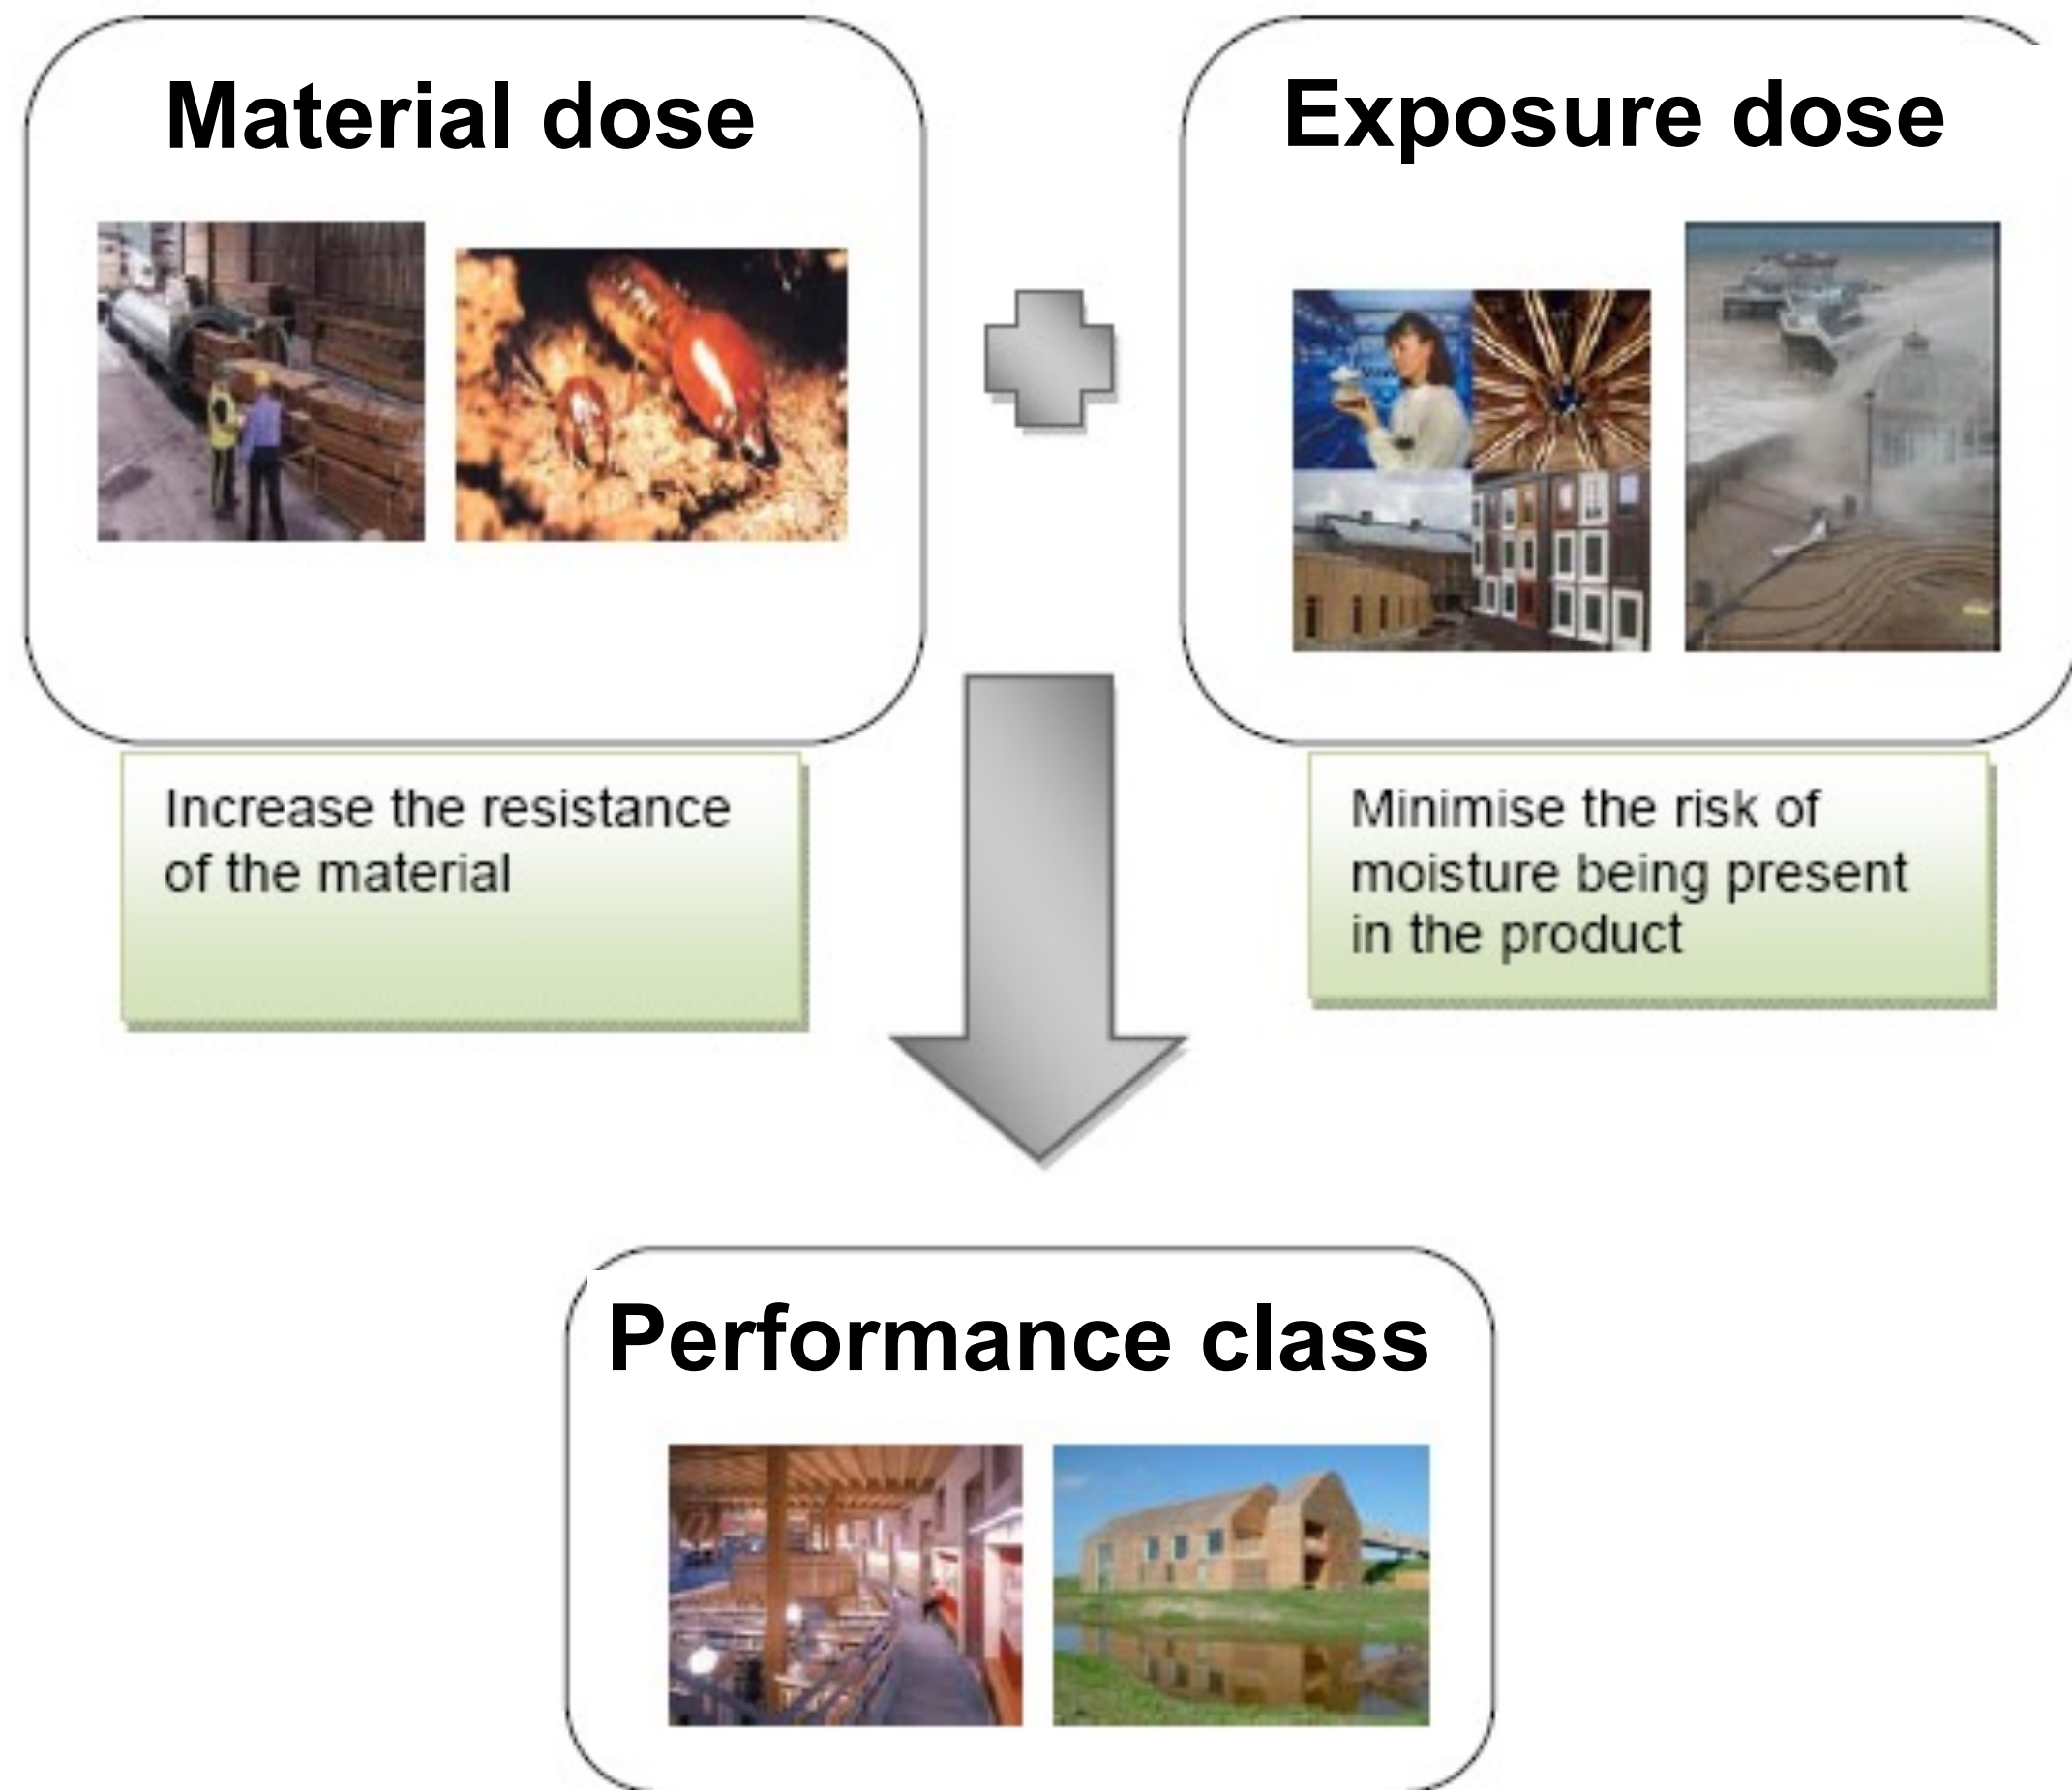 Material dose
Exposure dose
Increase the resistance
of the material
Minimise the risk of
moisture being present
in the product
Performance class